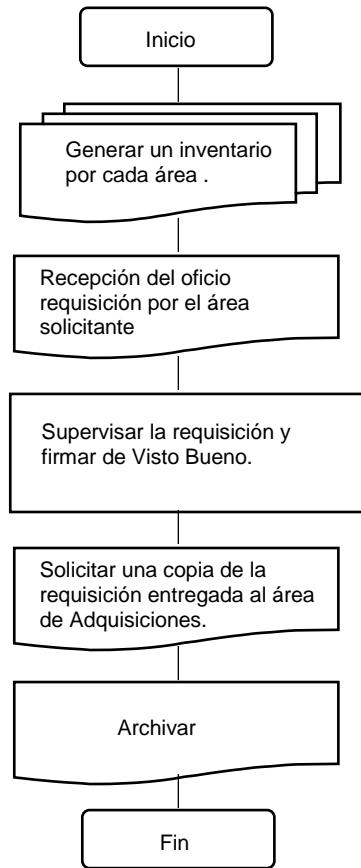 Inicio
Generar un inventario
por cada área .
Recepción del oficio
requisición por el área
solicitante
Supervisar la requisición y
firmar de Visto Bueno.
Solicitar una copia de la
requisición entregada al área
de Adquisiciones.
Archivar
Fin